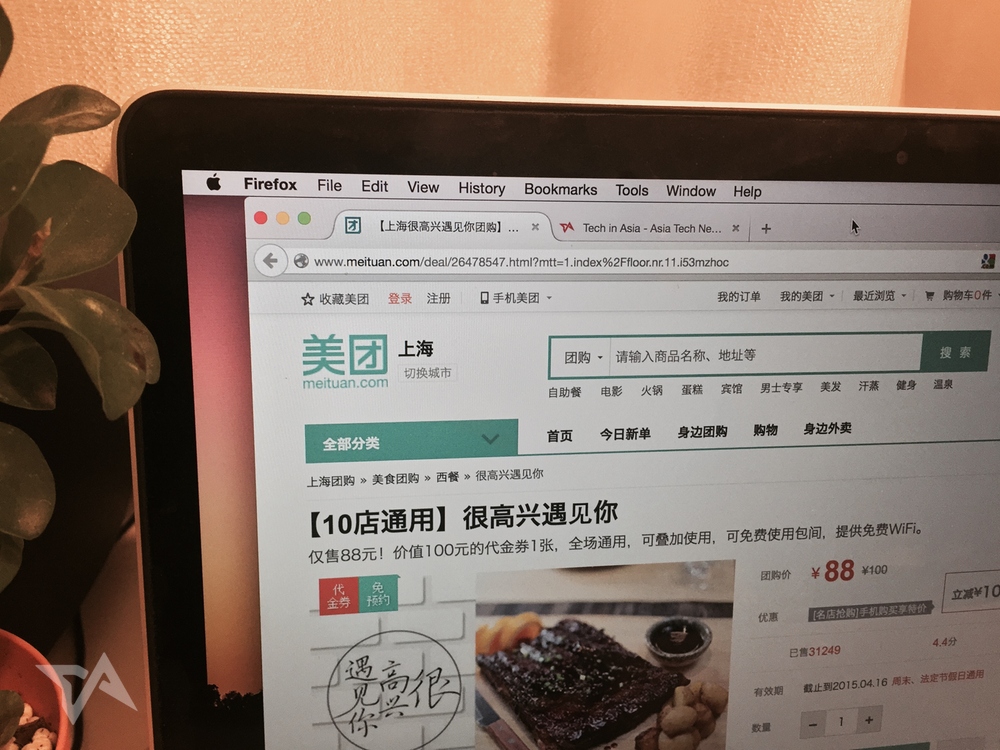 Firefox File Edit View History Bookmarks Tools Window Help
【上海很高兴遇见你团购】... Tech in Asia - Asia Tech Ne...
www.meituan.com/deal/26478547.html?mtt=1.index%2Ffloor.nr.11.i53mzhoc
收藏美团 登录 注册 手机美团 我的订单 我的美团 最近浏览 购物车0件
美团 上海
meituan.com 切换城市
团购 请输入商品名称、地址等 搜 索
自助餐 电影 火锅 蛋糕 宾馆 男士专享 美发 汗蒸 健身 温泉
全部分类 首页 今日新单 身边团购 购物 身边外卖
上海团购 » 美食团购 » 西餐 » 很高兴遇见你
【10店通用】很高兴遇见你
仅售88元！价值100元的代金券1张，全场通用，可叠加使用，可免费使用包间，提供免费WiFi。
代金券
免预约
很高兴遇见你
团购价 ¥88 ¥100
优惠 [名店抢购]手机购买享特价 立减¥10
已售31249 4.4分
有效期 截止到2015.04.16 周末、法定节假日通用
数量 − 1 +
TA